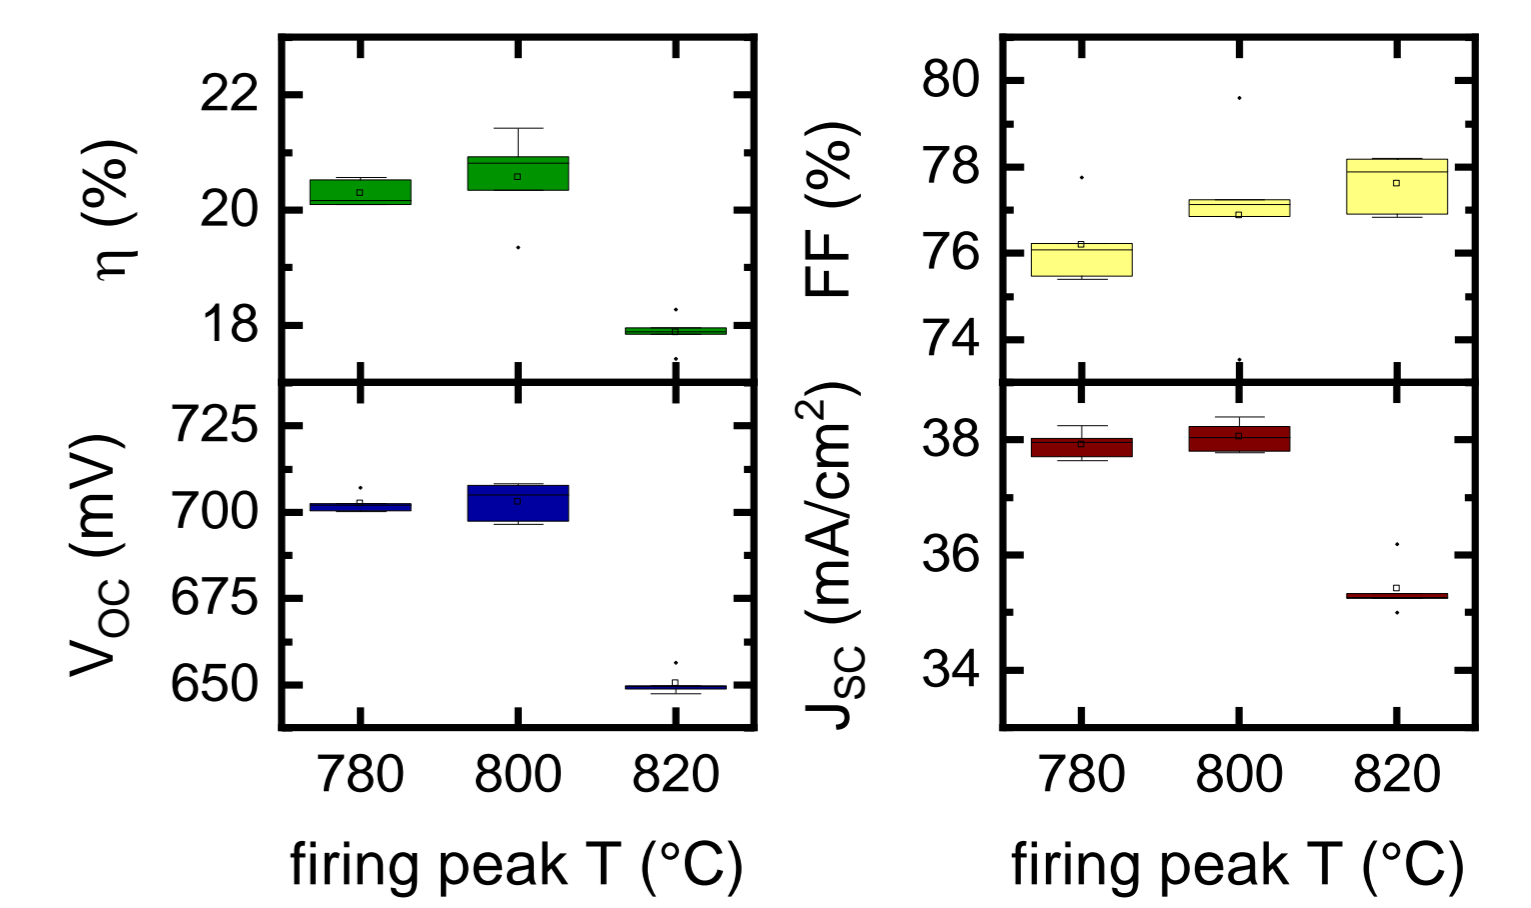 η (%)
22
20
18
FF (%)
80
78
76
74
V_OC (mV)
725
700
675
650
J_SC (mA/cm²)
38
36
34
780 800 820
firing peak T (°C)
780 800 820
firing peak T (°C)